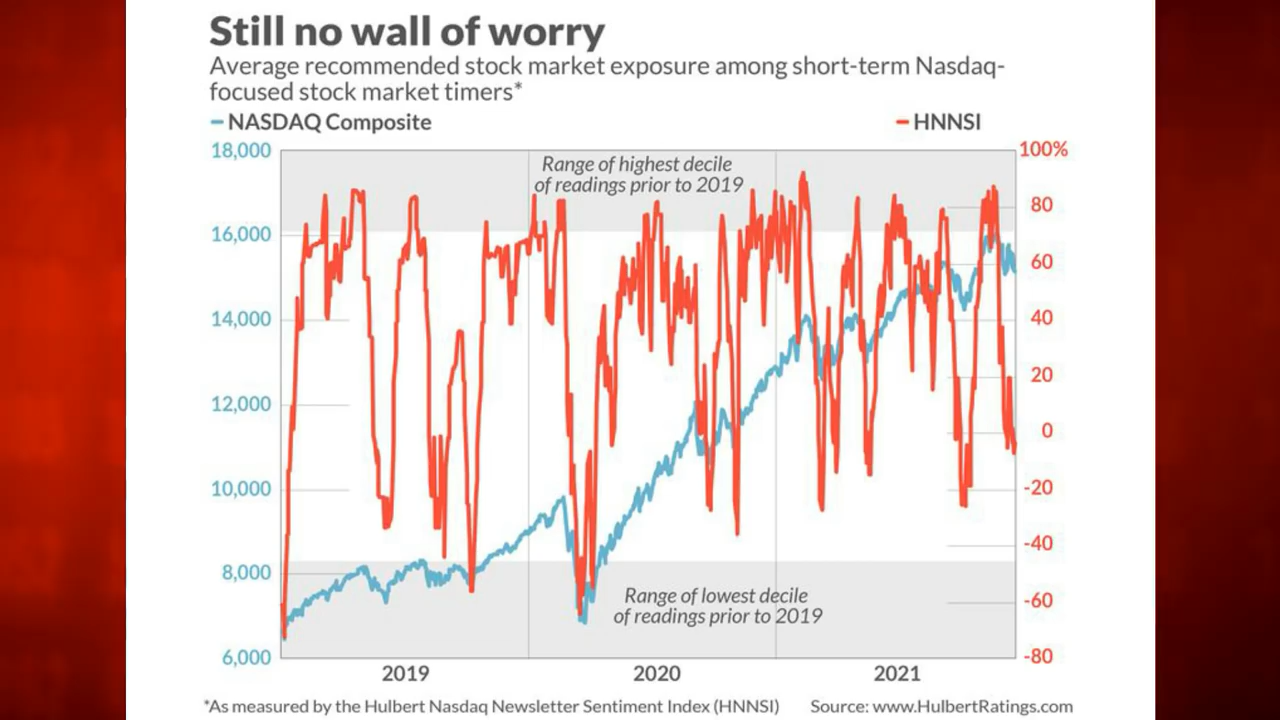 Still no wall of worry
Average recommended stock market exposure among short-term Nasdaq-
focused stock market timers*
NASDAQ Composite
HNNSI
18,000
16,000
14,000
12,000
10,000
8,000
6,000
100%
80
60
40
20
0
-20
-40
-60
-80
Range of highest decile
of readings prior to 2019
Range of lowest decile
of readings prior to 2019
2019
2020
2021
*As measured by the Hulbert Nasdaq Newsletter Sentiment Index (HNNSI)
Source: www.HulbertRatings.com